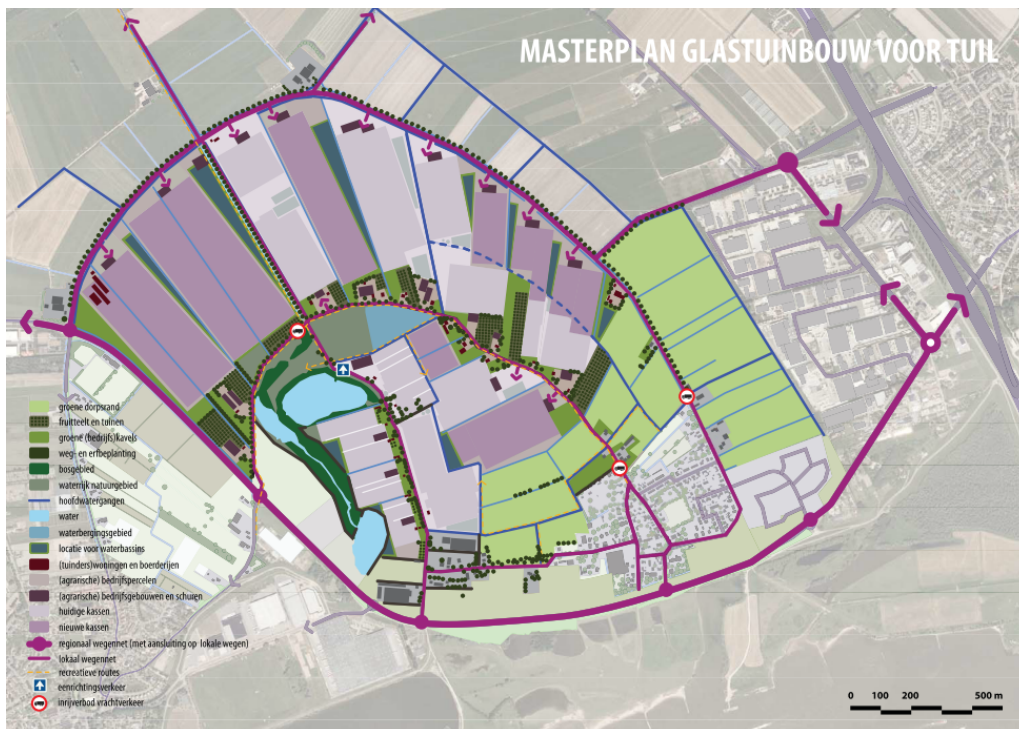 MASTERPLAN GLASTUINBOUW VOOR TUIL
groene dorpsrand
fruitteelt en tuinen
groene (bedrijfs)kavels
weg- en erfbeplanting
bosgebied
waterrijk natuurgebied
hoofdwatergangen
water
waterbergingsgebied
locatie voor waterbassins
(tuinders)woningen en boerderijen
(agrarische) bedrijfspercelen
(agrarische) bedrijfsgebouwen en schuren
huidige kassen
nieuwe kassen
regionaal wegennet (met aansluiting op lokale wegen)
lokaal wegennet
recreatieve routes
eenrichtingsverkeer
inrijverbod vrachtverkeer
0 100 200 500 m